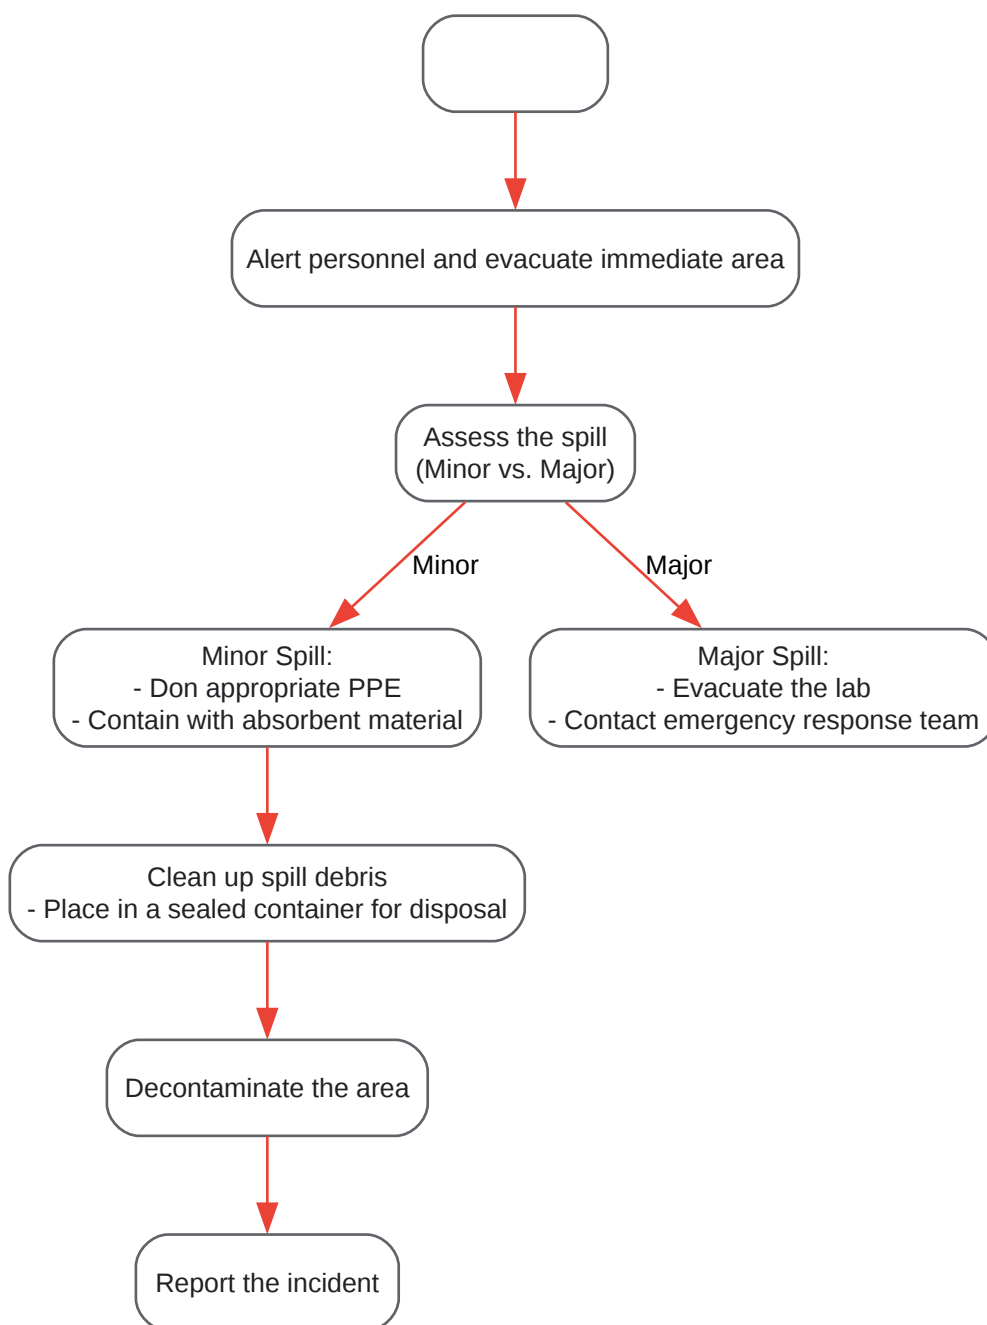 Alert personnel and evacuate immediate area
Assess the spill
(Minor vs. Major)
Minor
Major
Minor Spill:
- Don appropriate PPE
- Contain with absorbent material
Major Spill:
- Evacuate the lab
- Contact emergency response team
Clean up spill debris
- Place in a sealed container for disposal
Decontaminate the area
Report the incident